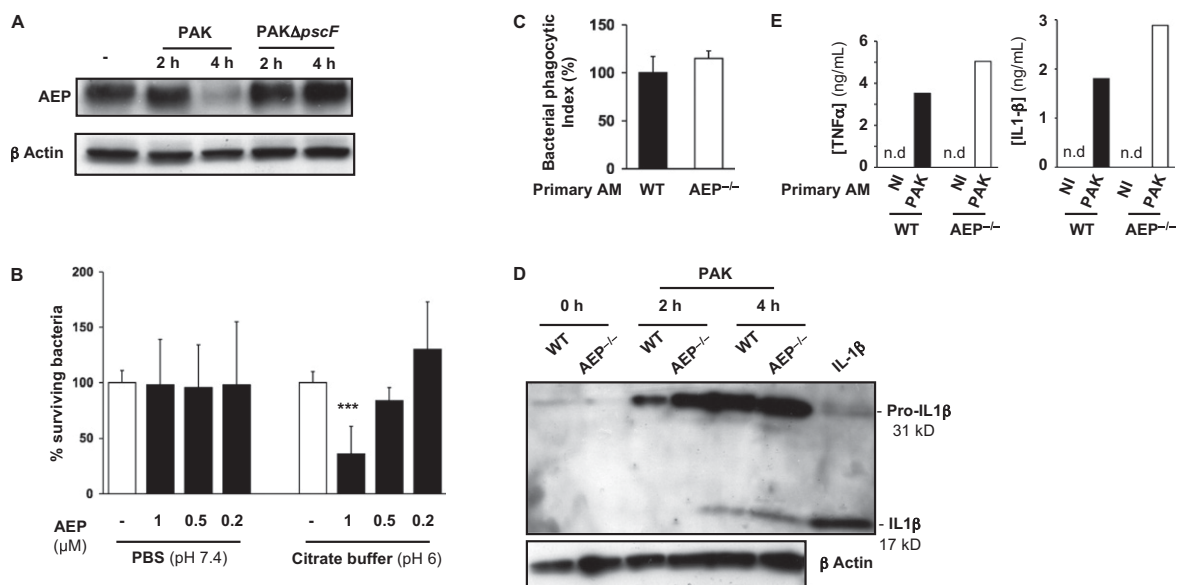 A
PAK PAKΔpscF
- 2 h 4 h 2 h 4 h
AEP
β Actin
B
% surviving bacteria
200
150
100
50
0
***
AEP - 1 0.5 0.2 - 1 0.5 0.2
(µM)
PBS (pH 7.4) Citrate buffer (pH 6)
C
Bacterial phagocytic
Index (%)
150
100
50
0
Primary AM WT AEP–/–
D
PAK
0 h 2 h 4 h
WT AEP–/– WT AEP–/– WT AEP–/– IL-1β
- Pro-IL1β
31 kD
- IL1β
17 kD
β Actin
E
[TNFα] (ng/mL)
6
4
2
0
n.d n.d
Primary AM NI PAK NI PAK
WT AEP–/–
[IL1-β] (ng/mL)
3
2
1
0
n.d n.d
NI PAK NI PAK
WT AEP–/–